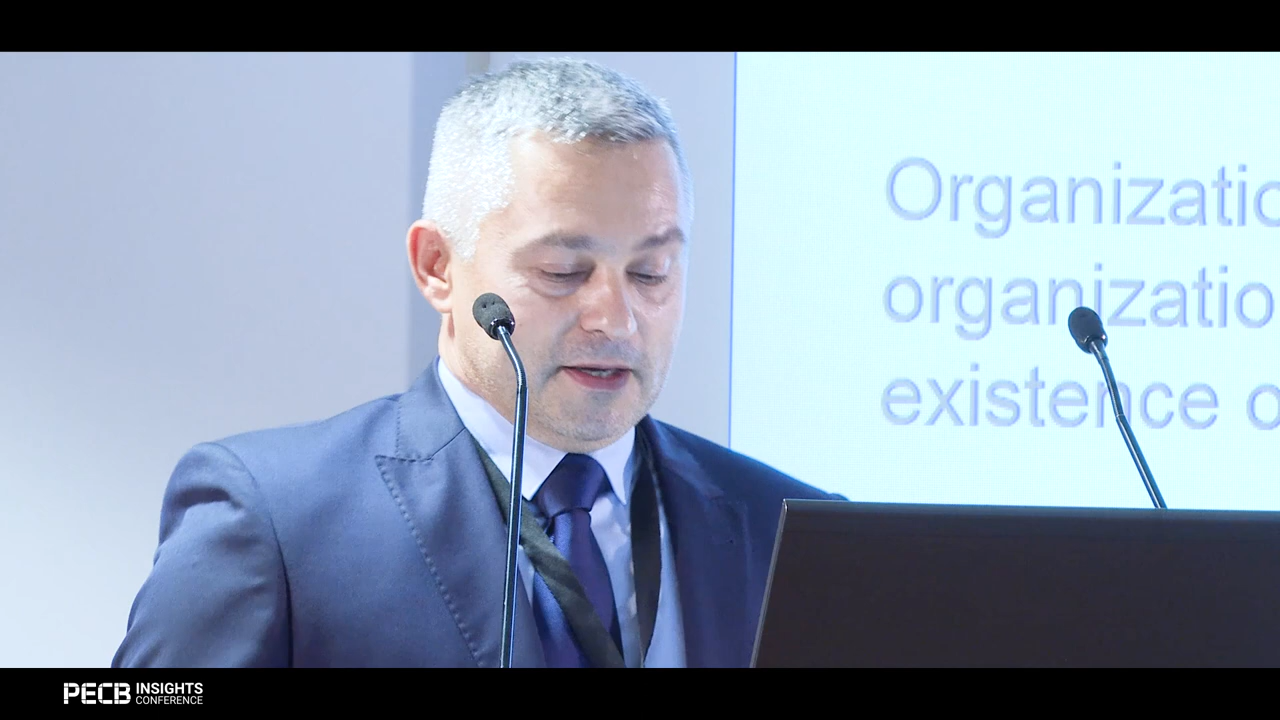 Organizatio
organizatio
existence o
PECB INSIGHTS
CONFERENCE